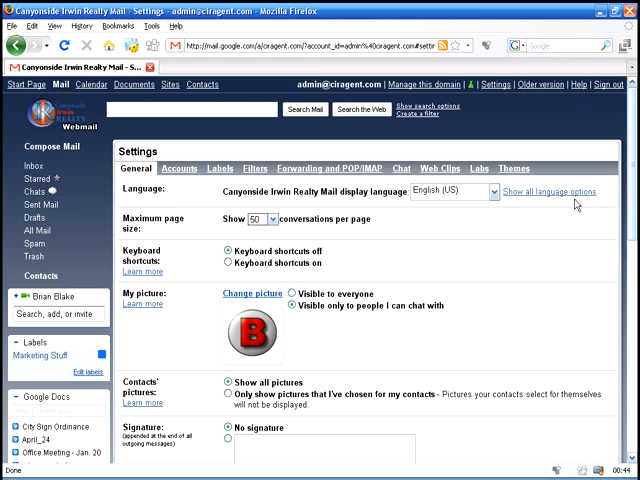 Canyonside Irwin Realty Mail - Settings - admin@ciragent.com - Mozilla Firefox
File Edit View History Bookmarks Tools Help
http://mail.google.com/a/ciragent.com/?account_id=admin%40ciragent.com#settir
Google
Canyonside Irwin Realty Mail - S...
Start Page Mail Calendar Documents Sites Contacts
admin@ciragent.com | Manage this domain | Settings | Older version | Help | Sign out
Canyonside
Irwin
REALTY
Webmail
Search Mail Search the Web Show search options
Create a filter
Compose Mail
Inbox
Starred
Chats
Sent Mail
Drafts
All Mail
Spam
Trash
Contacts
+ Brian Blake
Search, add, or invite
− Labels
Marketing Stuff
Edit labels
− Google Docs
City Sign Ordinance
April_24
Office Meeting - Jan. 20
Settings
General Accounts Labels Filters Forwarding and POP/IMAP Chat Web Clips Labs Themes
Language: Canyonside Irwin Realty Mail display language: English (US) Show all language options
Maximum page size: Show 50 conversations per page
Keyboard shortcuts: Keyboard shortcuts off
Keyboard shortcuts on
Learn more
My picture: Change picture Visible to everyone
Learn more Visible only to people I can chat with
B
Contacts' pictures: Show all pictures
Only show pictures that I've chosen for my contacts - Pictures your contacts select for themselves
will not be displayed.
Learn more
Signature: No signature
(appended at the end of all outgoing messages)
Done
00:44